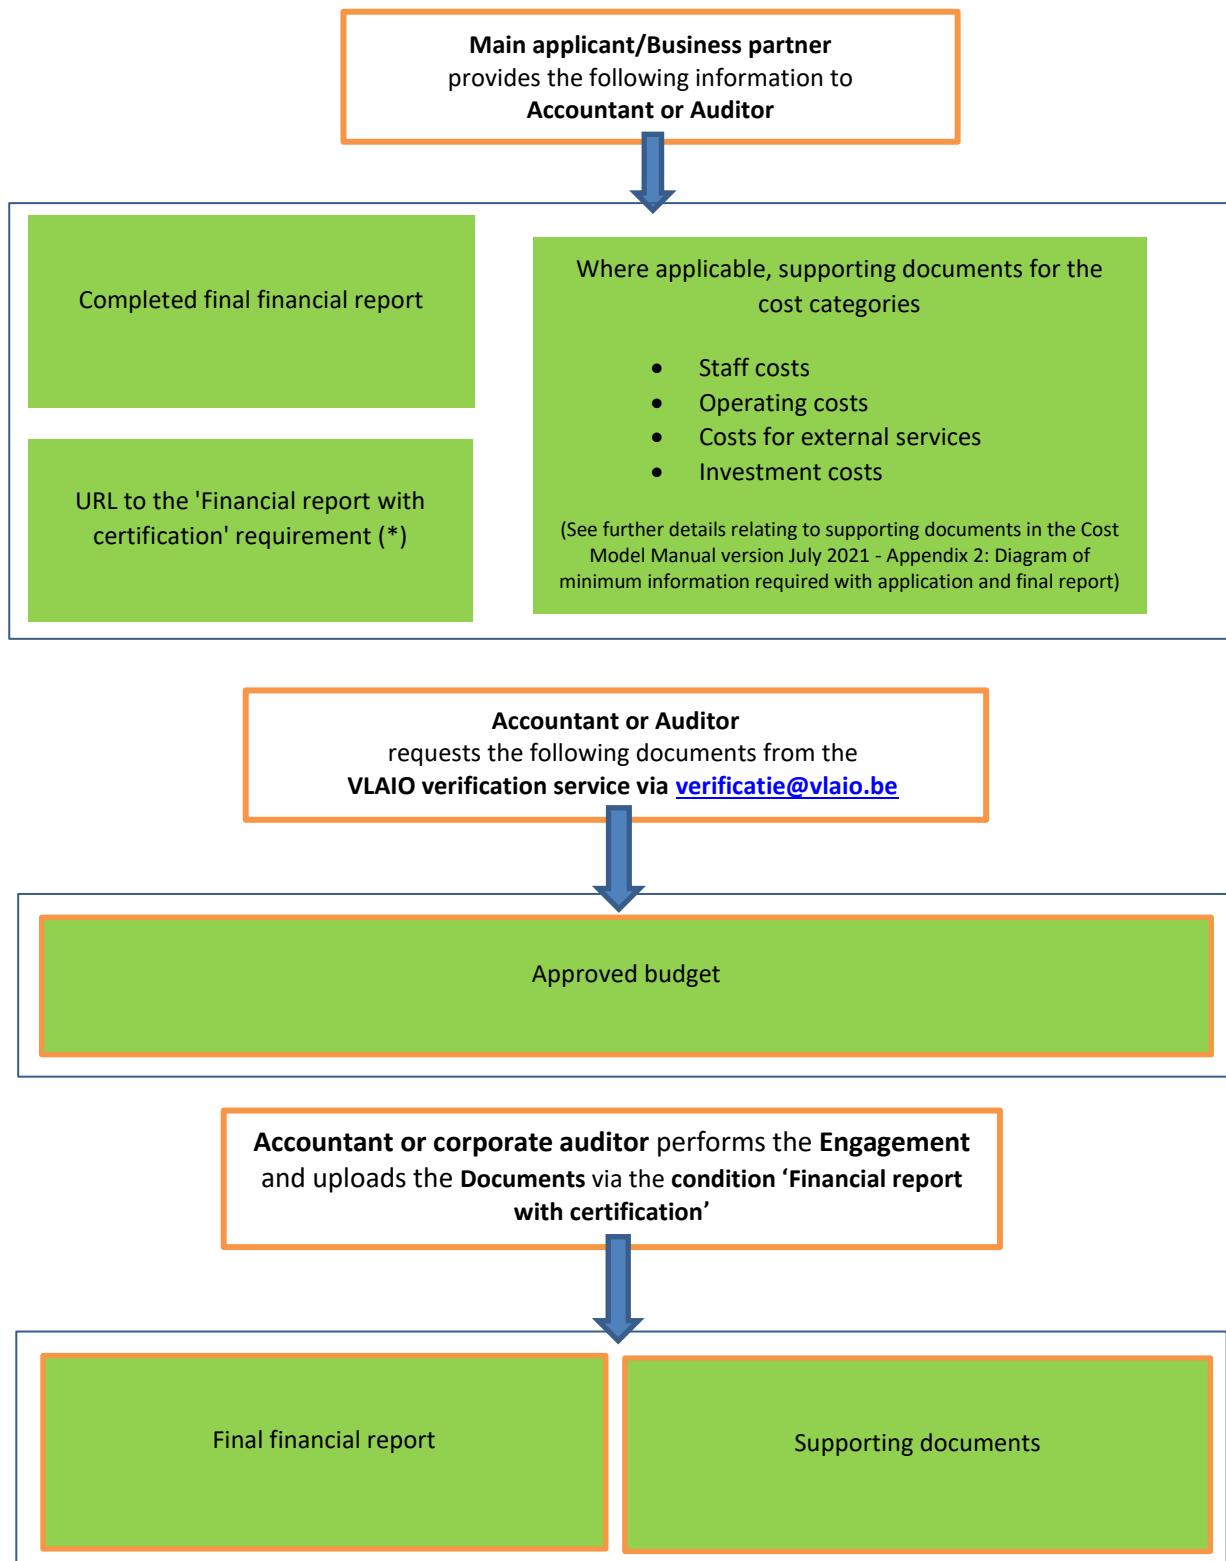 Main applicant/Business partner
provides the following information to
Accountant or Auditor
Completed final financial report
URL to the 'Financial report with
certification' requirement (*)
Where applicable, supporting documents for the
cost categories
• Staff costs
• Operating costs
• Costs for external services
• Investment costs
(See further details relating to supporting documents in the Cost
Model Manual version July 2021 - Appendix 2: Diagram of
minimum information required with application and final report)
Accountant or Auditor
requests the following documents from the
VLAIO verification service via verificatie@vlaio.be
Approved budget
Accountant or corporate auditor performs the Engagement
and uploads the Documents via the condition ‘Financial report
with certification’
Final financial report
Supporting documents